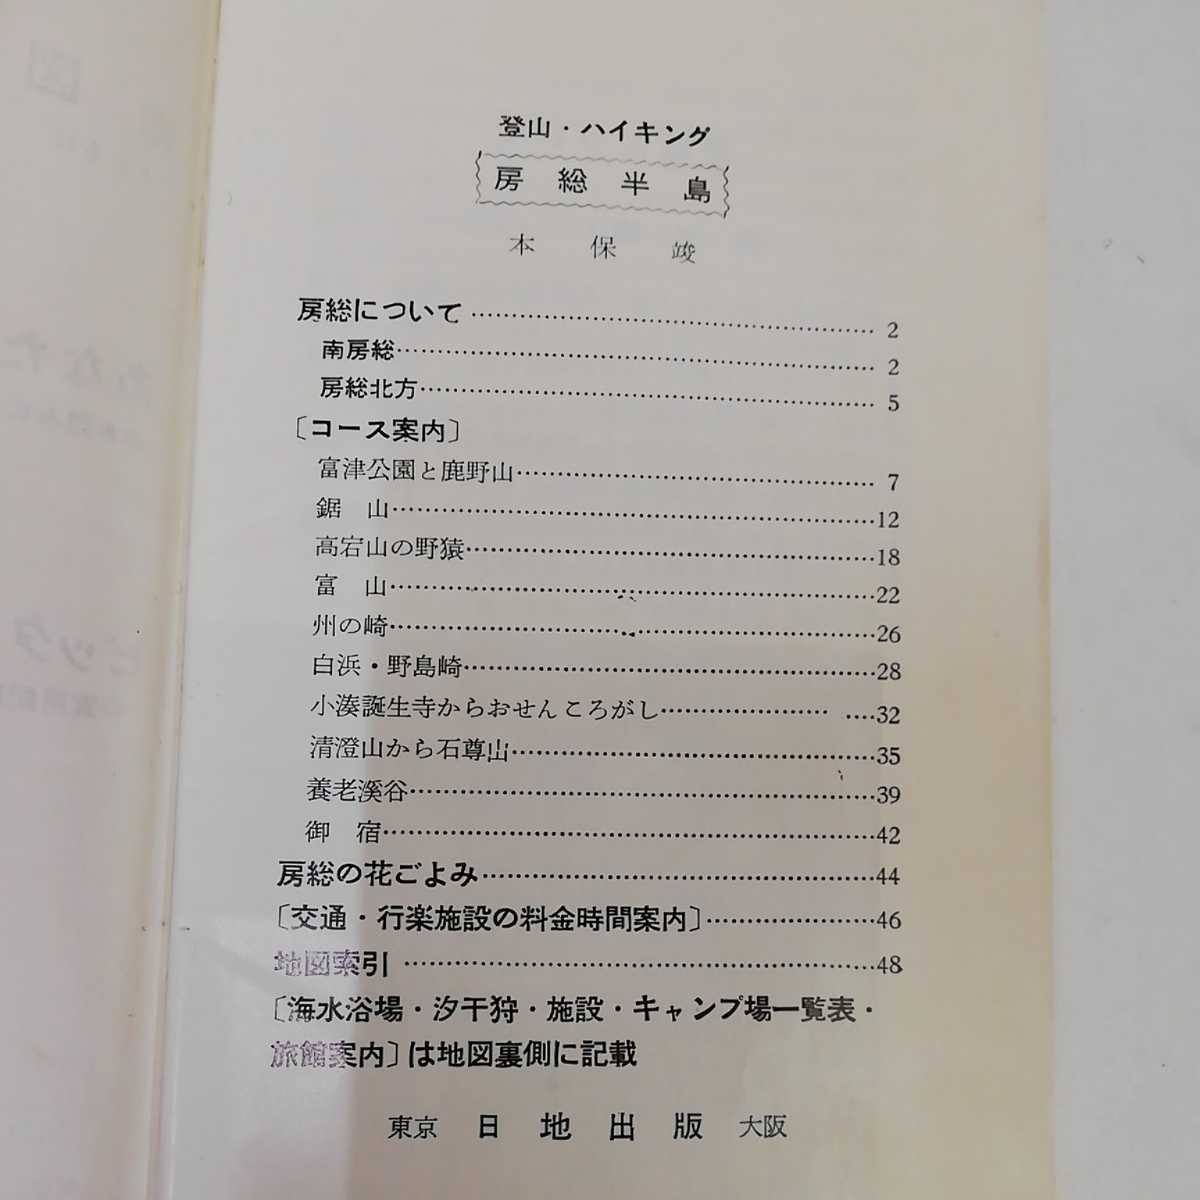 登山・ハイキング
房総半島
本保竣
房総について……2
南房総……2
房総北方……5
〔コース案内〕
富津公園と鹿野山……7
鋸　山……12
高宕山の野猿……18
富　山……22
州の崎……26
白浜・野島崎……28
小湊誕生寺からおせんころがし……32
清澄山から石尊山……35
養老溪谷……39
御　宿……42
房総の花ごよみ……44
〔交通・行楽施設の料金時間案内〕……46
地図索引……48
〔海水浴場・汐干狩・施設・キャンプ場一覧表・
旅館案内〕は地図裏側に記載
東京　日地出版　大阪